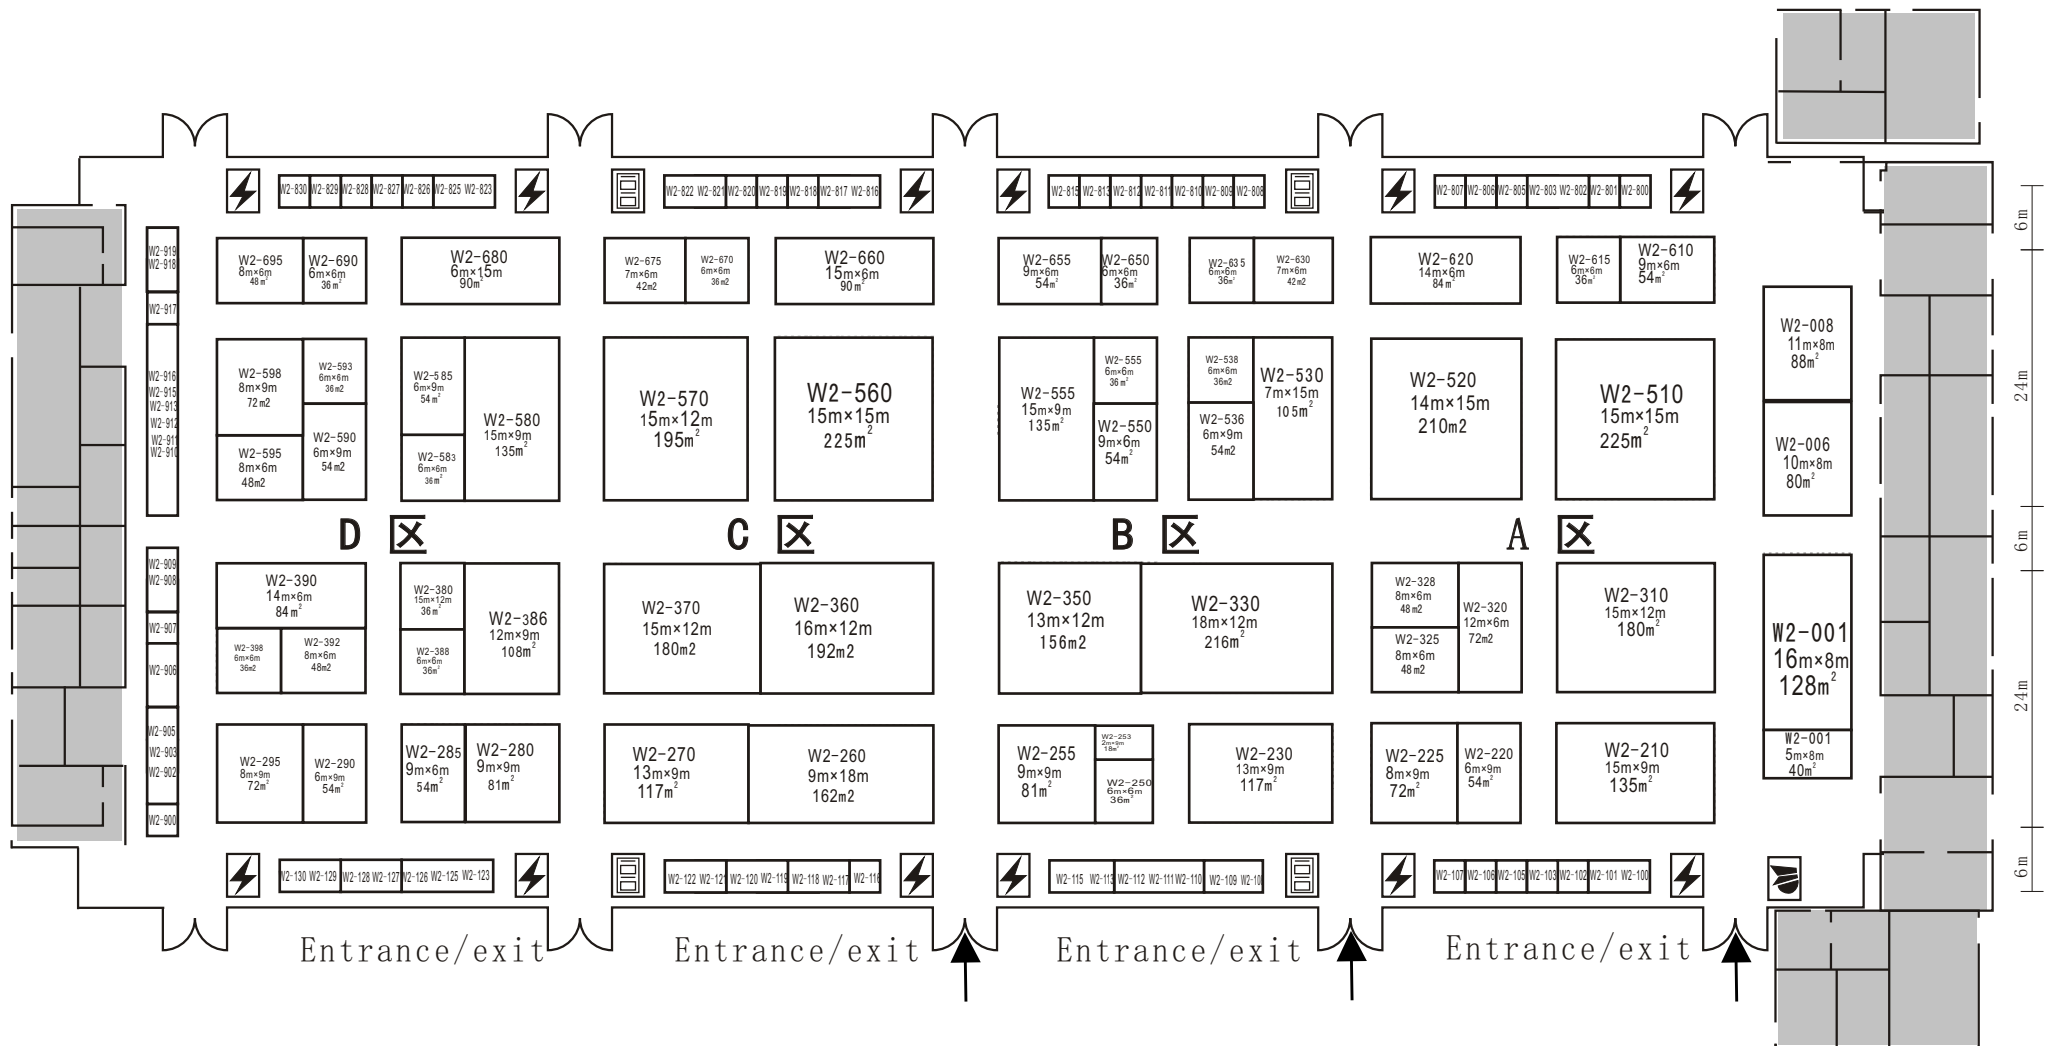 W2-830 W2-829 W2-828 W2-827 W2-826 W2-825 W2-823
W2-822 W2-821 W2-820 W2-819 W2-818 W2-817 W2-816
W2-815 W2-813 W2-812 W2-811 W2-810 W2-809 W2-808
W2-807 W2-806 W2-805 W2-803 W2-802 W2-801 W2-800
W2-919
W2-918
W2-917
W2-916
W2-915
W2-913
W2-912
W2-911
W2-910
W2-909
W2-908
W2-907
W2-906
W2-905
W2-903
W2-902
W2-900
W2-695
8m×6m
48m²
W2-690
6m×6m
36m²
W2-680
6m×15m
90m²
W2-675
7m×6m
42m2
W2-670
6m×6m
36m2
W2-660
15m×6m
90m²
W2-655
9m×6m
54m²
W2-650
6m×6m
36m²
W2-635
6m×6m
36m²
W2-630
7m×6m
42m2
W2-620
14m×6m
84m²
W2-615
6m×6m
36m²
W2-610
9m×6m
54m²
W2-598
8m×9m
72m2
W2-593
6m×6m
36m2
W2-595
8m×6m
48m2
W2-590
6m×9m
54m2
W2-585
6m×9m
54m²
W2-583
6m×6m
36m²
W2-580
15m×9m
135m²
W2-570
15m×12m
195m²
W2-560
15m×15m
225m²
W2-555
15m×9m
135m²
W2-555
6m×6m
36m²
W2-550
9m×6m
54m²
W2-538
6m×6m
36m2
W2-536
6m×9m
54m2
W2-530
7m×15m
105m²
W2-520
14m×15m
210m2
W2-510
15m×15m
225m²
W2-008
11m×8m
88m²
W2-006
10m×8m
80m²
D 区
C 区
B 区
A 区
W2-390
14m×6m
84m²
W2-398
6m×6m
36m2
W2-392
8m×6m
48m2
W2-380
15m×12m
36m²
W2-388
6m×6m
36m²
W2-386
12m×9m
108m²
W2-370
15m×12m
180m2
W2-360
16m×12m
192m2
W2-350
13m×12m
156m2
W2-330
18m×12m
216m²
W2-328
8m×6m
48m2
W2-325
8m×6m
48m2
W2-320
12m×6m
72m2
W2-310
15m×12m
180m²
W2-001
16m×8m
128m²
W2-001
5m×8m
40m²
W2-295
8m×9m
72m²
W2-290
6m×9m
54m²
W2-285
9m×6m
54m²
W2-280
9m×9m
81m²
W2-270
13m×9m
117m²
W2-260
9m×18m
162m2
W2-255
9m×9m
81m²
W2-253
2m×9m
18m²
W2-250
6m×6m
36m²
W2-230
13m×9m
117m²
W2-225
8m×9m
72m²
W2-220
6m×9m
54m²
W2-210
15m×9m
135m²
6m
24m
6m
24m
6m
W2-130 W2-129 W2-128 W2-127 W2-126 W2-125 W2-123
W2-122 W2-121 W2-120 W2-119 W2-118 W2-117 W2-116
W2-115 W2-113 W2-112 W2-111 W2-110 W2-109
W2-107 W2-106 W2-105 W2-103 W2-102 W2-101 W2-100
Entrance/exit
Entrance/exit
Entrance/exit
Entrance/exit